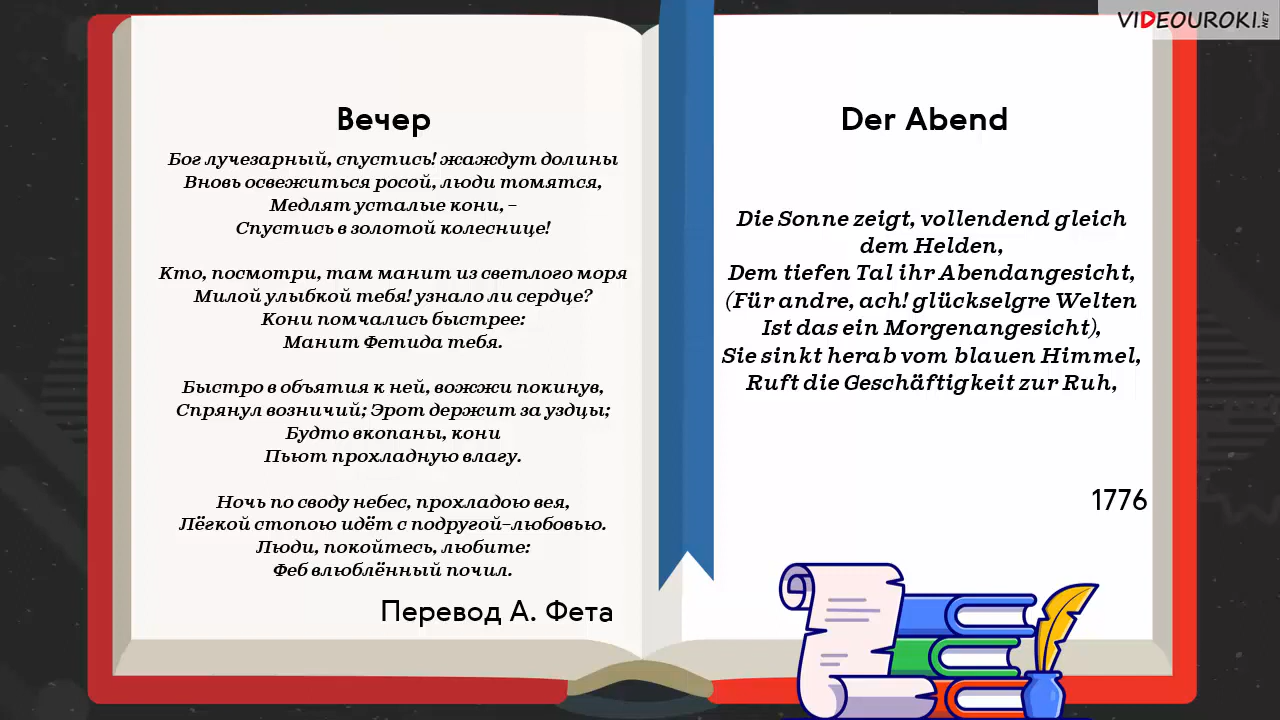 VIDEOUROKI.NET
Вечер
Бог лучезарный, спустись! жаждут долины
Вновь освежиться росой, люди томятся,
Медлят усталые кони, –
Спустись в золотой колеснице!
Кто, посмотри, там манит из светлого моря
Милой улыбкой тебя! узнало ли сердце?
Кони помчались быстрее:
Манит Фетида тебя.
Быстро в объятия к ней, вожжи покинув,
Спрянул возничий; Эрот держит за уздцы;
Будто вкопаны, кони
Пьют прохладную влагу.
Ночь по своду небес, прохладою вея,
Лёгкой стопою идёт с подругой–любовью.
Люди, покойтесь, любите:
Феб влюблённый почил.
Перевод А. Фета
Der Abend
Die Sonne zeigt, vollendend gleich
dem Helden,
Dem tiefen Tal ihr Abendangesicht,
(Für andre, ach! glückselgre Welten
Ist das ein Morgenangesicht),
Sie sinkt herab vom blauen Himmel,
Ruft die Geschäftigkeit zur Ruh,
1776